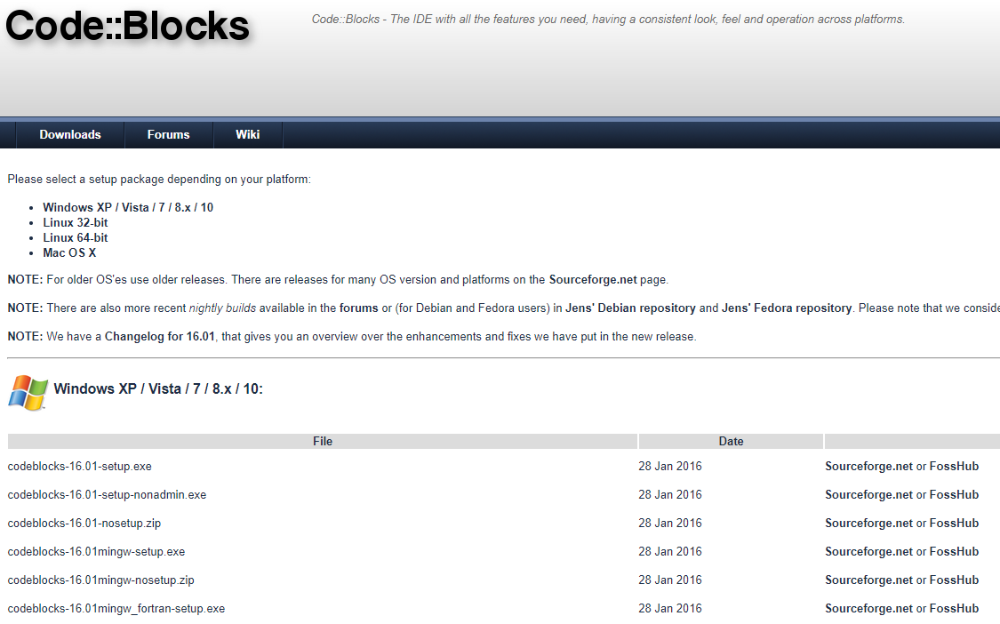 Code::Blocks
Code::Blocks - The IDE with all the features you need, having a consistent look, feel and operation across platforms.
Downloads Forums Wiki
Please select a setup package depending on your platform:
• Windows XP / Vista / 7 / 8.x / 10
• Linux 32-bit
• Linux 64-bit
• Mac OS X
NOTE: For older OS'es use older releases. There are releases for many OS version and platforms on the Sourceforge.net page.
NOTE: There are also more recent nightly builds available in the forums or (for Debian and Fedora users) in Jens' Debian repository and Jens' Fedora repository. Please note that we conside
NOTE: We have a Changelog for 16.01, that gives you an overview over the enhancements and fixes we have put in the new release.
Windows XP / Vista / 7 / 8.x / 10:
File Date
codeblocks-16.01-setup.exe 28 Jan 2016 Sourceforge.net or FossHub
codeblocks-16.01-setup-nonadmin.exe 28 Jan 2016 Sourceforge.net or FossHub
codeblocks-16.01-nosetup.zip 28 Jan 2016 Sourceforge.net or FossHub
codeblocks-16.01mingw-setup.exe 28 Jan 2016 Sourceforge.net or FossHub
codeblocks-16.01mingw-nosetup.zip 28 Jan 2016 Sourceforge.net or FossHub
codeblocks-16.01mingw_fortran-setup.exe 28 Jan 2016 Sourceforge.net or FossHub